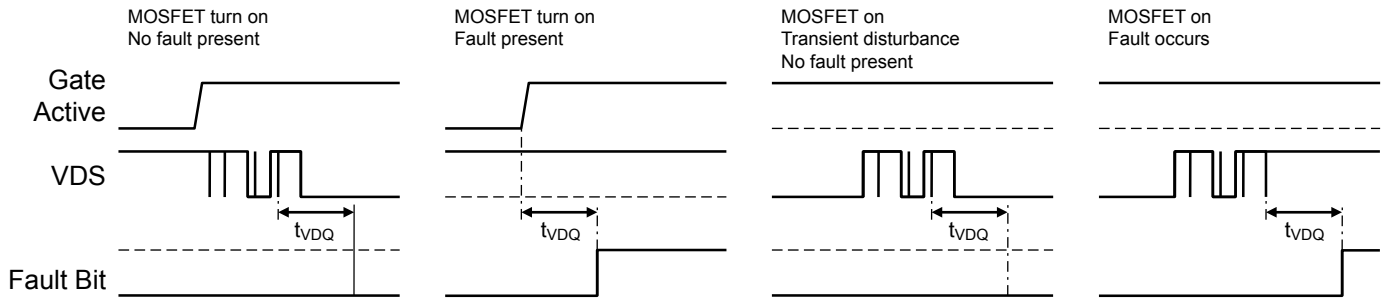 MOSFET turn on
No fault present
MOSFET turn on
Fault present
MOSFET on
Transient disturbance
No fault present
MOSFET on
Fault occurs
Gate
Active
VDS
tVDQ
tVDQ
tVDQ
tVDQ
Fault Bit